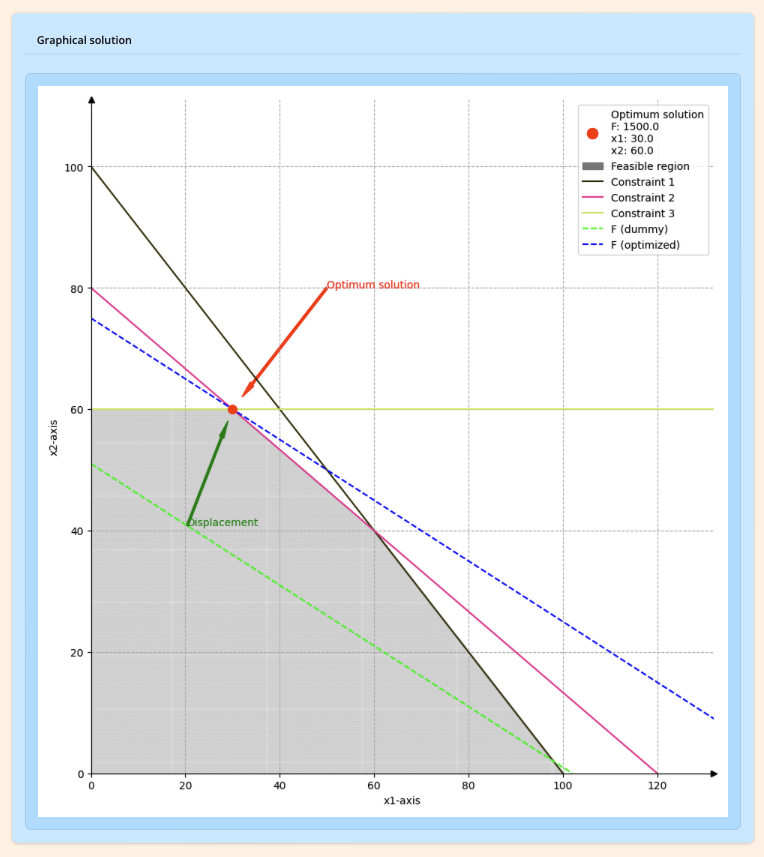 Graphical solution
Optimum solution
F: 1500.0
x1: 30.0
x2: 60.0
Feasible region
Constraint 1
Constraint 2
Constraint 3
F (dummy)
F (optimized)
100
80
60
40
20
0
x2-axis
Optimum solution
Displacement
0 20 40 60 80 100 120
x1-axis